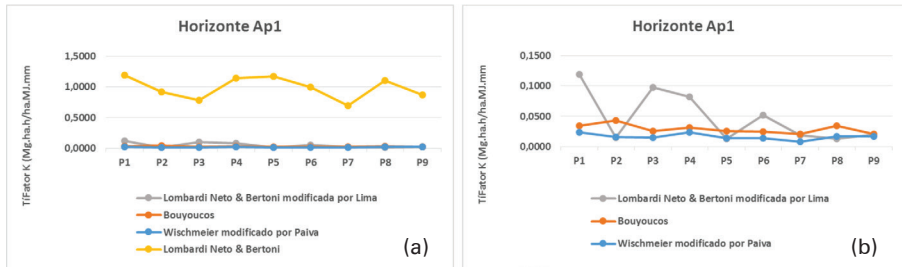 Horizonte Ap1
TíFator K (Mg.ha.h/ha.MJ.mm
1,5000
1,0000
0,5000
0,0000
P1 P2 P3 P4 P5 P6 P7 P8 P9
Lombardi Neto & Bertoni modificada por Lima
Bouyoucos
Wischmeier modificado por Paiva
Lombardi Neto & Bertoni
(a)
Horizonte Ap1
TíFator K (Mg.ha.h/ha.MJ.mm
0,1500
0,1000
0,0500
0,0000
P1 P2 P3 P4 P5 P6 P7 P8 P9
Lombardi Neto & Bertoni modificada por Lima
Bouyoucos
Wischmeier modificado por Paiva
(b)